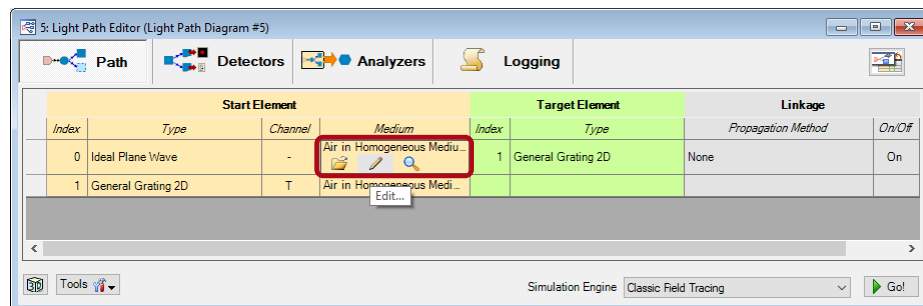 5: Light Path Editor (Light Path Diagram #5)
Path Detectors Analyzers Logging
Start Element Target Element Linkage
Index Type Channel Medium Index Type Propagation Method On/Off
0 Ideal Plane Wave - Air in Homogeneous Mediu... 1 General Grating 2D None On
1 General Grating 2D T Air in Homogeneous Medi...
Edit...
3D Tools Simulation Engine Classic Field Tracing Go!